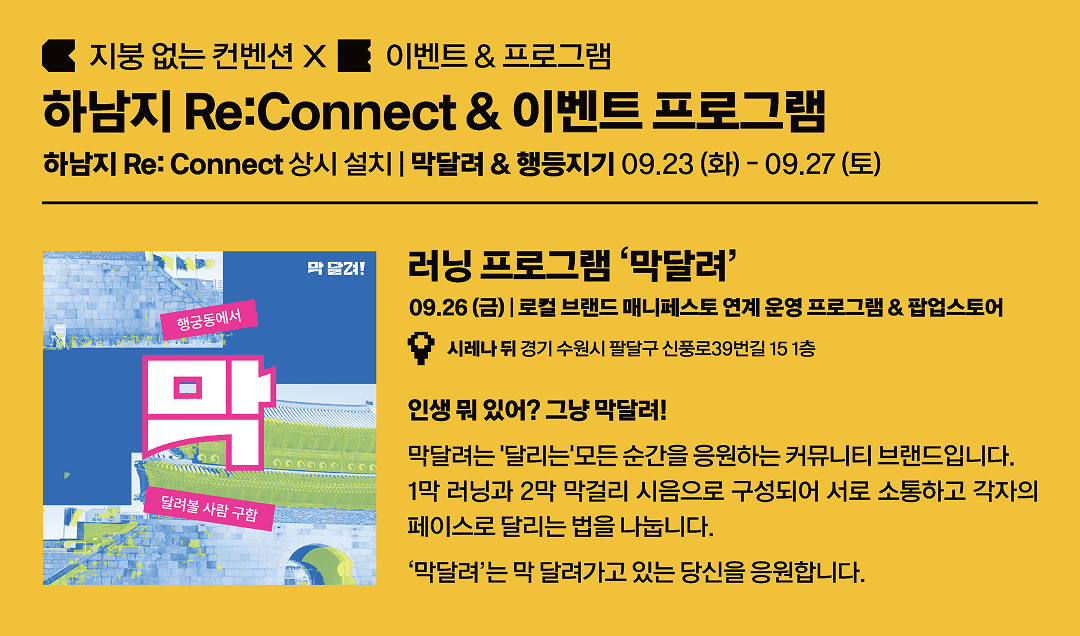 지붕 없는 컨벤션 X 이벤트 & 프로그램
하남지 Re:Connect & 이벤트 프로그램
하남지 Re: Connect 상시 설치 | 막달려 & 행등지기 09.23 (화) - 09.27 (토)
막 달려!
행궁동에서
막
달려볼 사람 구함
러닝 프로그램 ‘막달려’
09.26 (금) | 로컬 브랜드 매니페스토 연계 운영 프로그램 & 팝업스토어
시레나 뒤 경기 수원시 팔달구 신풍로39번길 15 1층
인생 뭐 있어? 그냥 막달려!
막달려는 '달리는'모든 순간을 응원하는 커뮤니티 브랜드입니다.
1막 러닝과 2막 막걸리 시음으로 구성되어 서로 소통하고 각자의
페이스로 달리는 법을 나눕니다.
‘막달려’는 막 달려가고 있는 당신을 응원합니다.